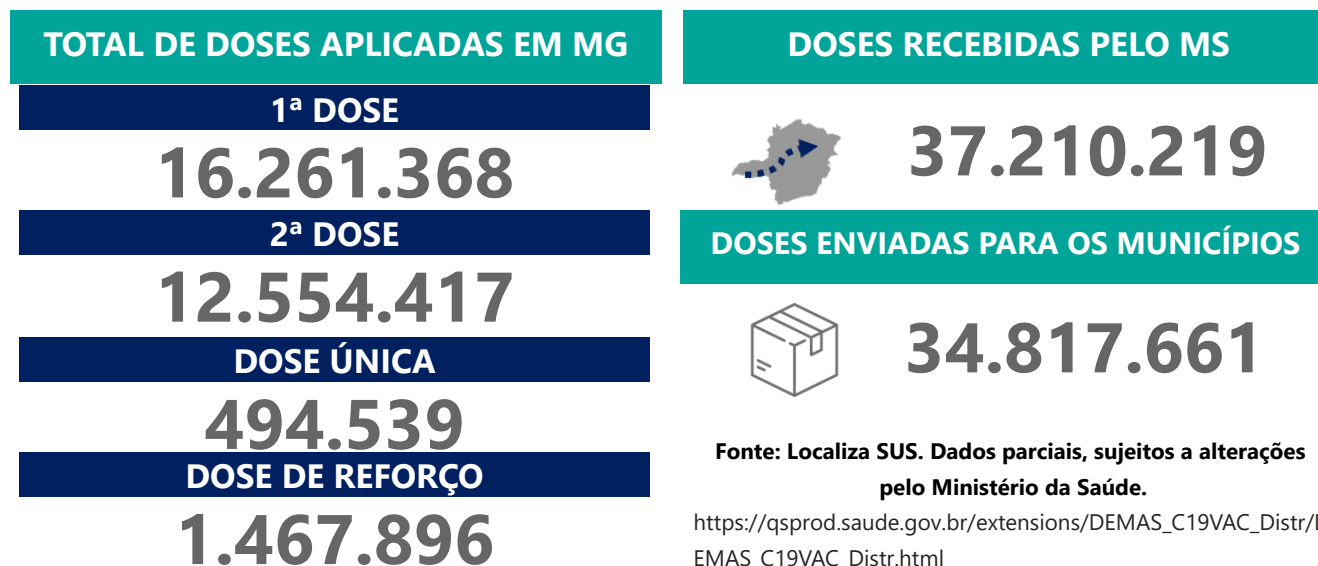 TOTAL DE DOSES APLICADAS EM MG
1ª DOSE
16.261.368
2ª DOSE
12.554.417
DOSE ÚNICA
494.539
DOSE DE REFORÇO
1.467.896
DOSES RECEBIDAS PELO MS
37.210.219
DOSES ENVIADAS PARA OS MUNICÍPIOS
34.817.661
Fonte: Localiza SUS. Dados parciais, sujeitos a alterações
pelo Ministério da Saúde.
https://qsprod.saude.gov.br/extensions/DEMAS_C19VAC_Distr/
EMAS_C19VAC_Distr.html